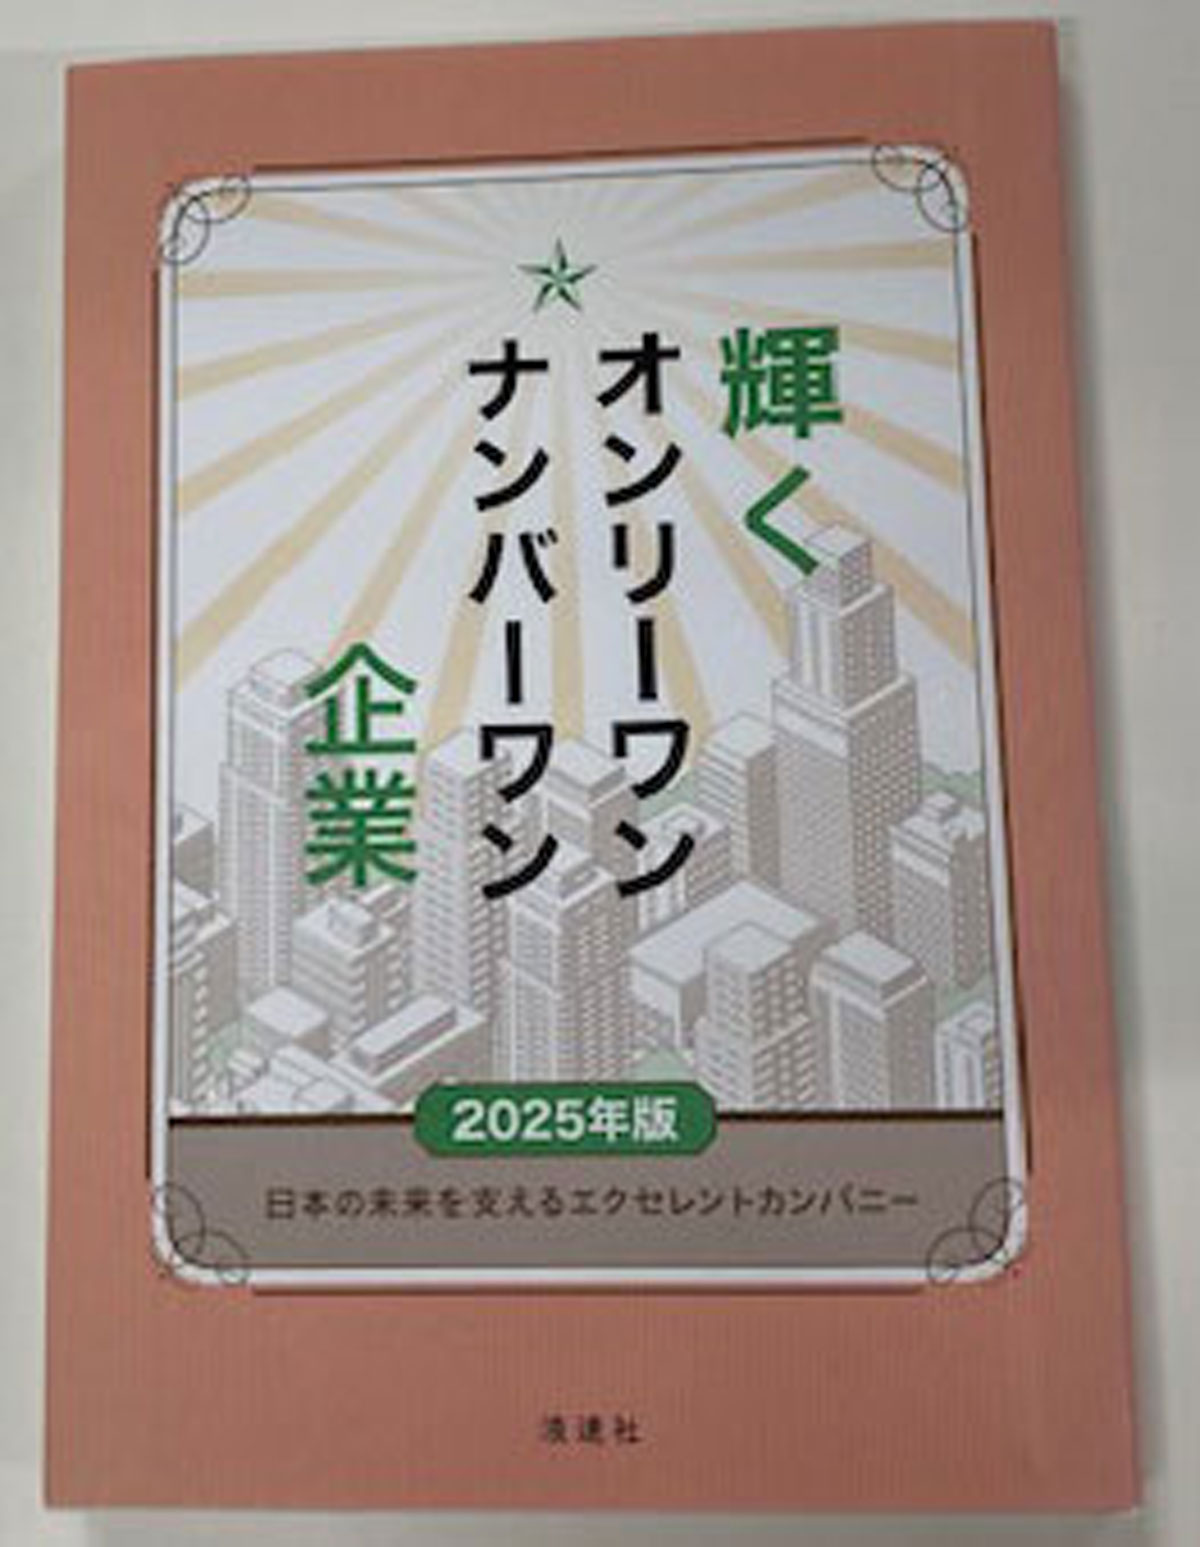 輝く
オンリーワン
ナンバーワン
企業
2025年版
日本の未来を支えるエクセレントカンパニー
浪速社